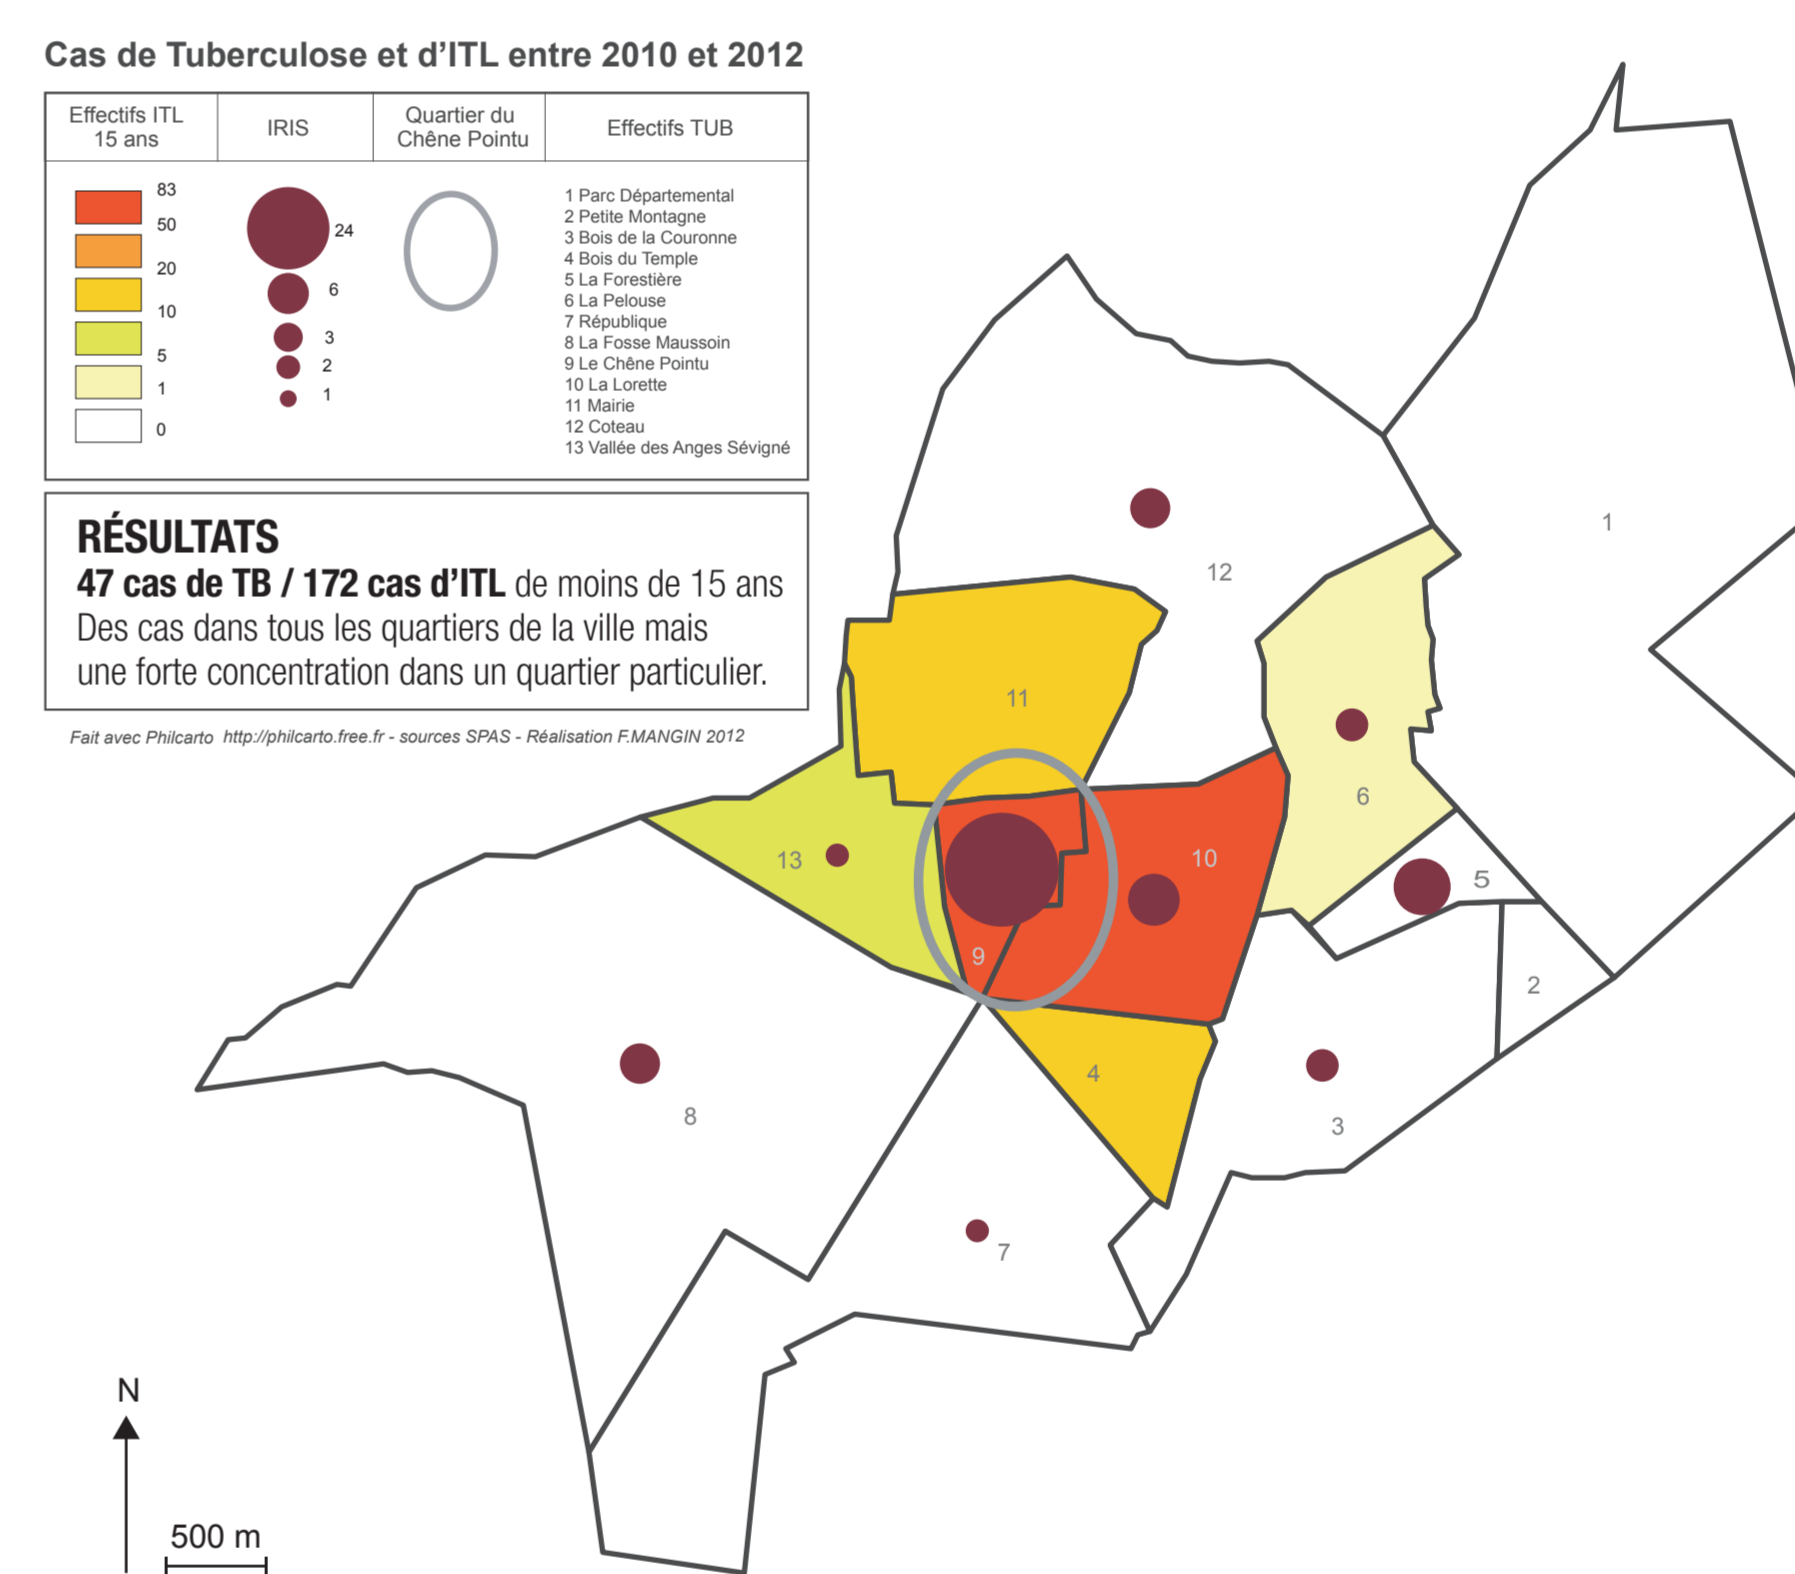 Cas de Tuberculose et d’ITL entre 2010 et 2012
Effectifs ITL
15 ans
IRIS
Quartier du
Chêne Pointu
Effectifs TUB
83
50
20
10
5
1
0
24
6
3
2
1
1 Parc Départemental
2 Petite Montagne
3 Bois de la Couronne
4 Bois du Temple
5 La Forestière
6 La Pelouse
7 République
8 La Fosse Maussoin
9 Le Chêne Pointu
10 La Lorette
11 Mairie
12 Coteau
13 Vallée des Anges Sévigné
RÉSULTATS
47 cas de TB / 172 cas d’ITL de moins de 15 ans
Des cas dans tous les quartiers de la ville mais
une forte concentration dans un quartier particulier.
Fait avec Philcarto http://philcarto.free.fr - sources SPAS - Réalisation F.MANGIN 2012
1
12
11
6
13
10
5
9
2
4
8
3
7
N
500 m